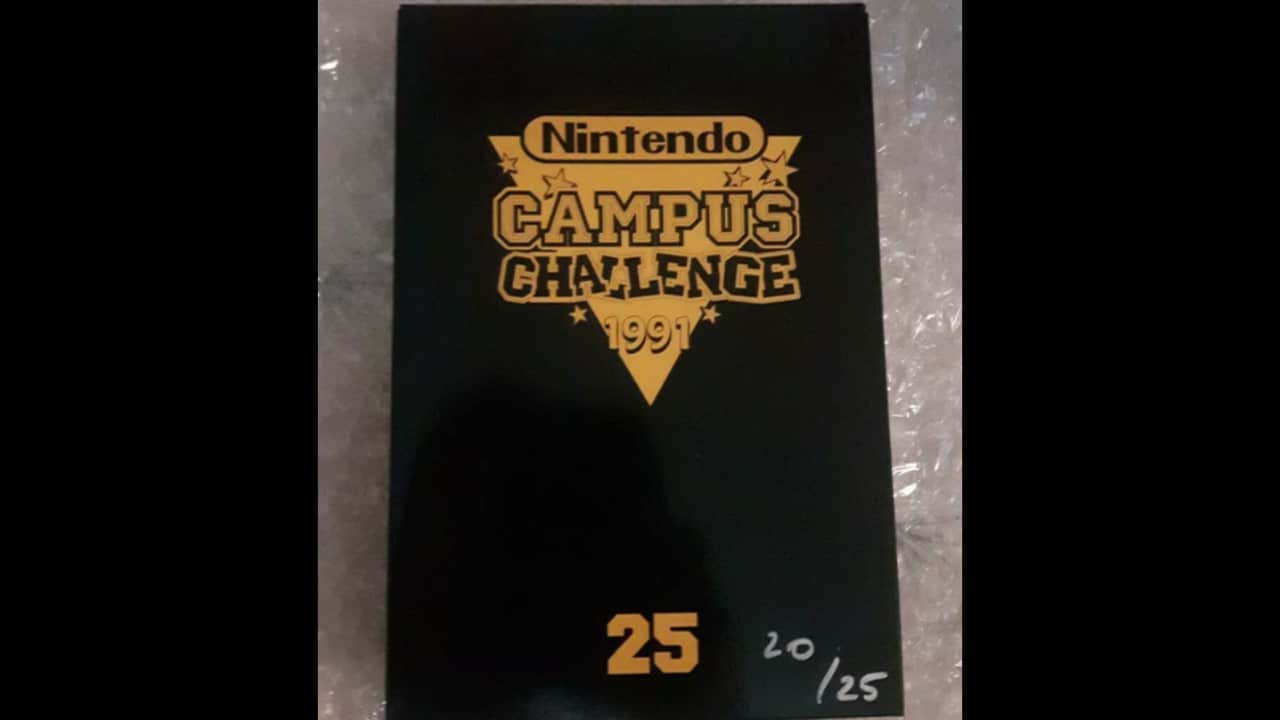 Nintendo
CAMPUS
CHALLENGE
1991
25
20
/25